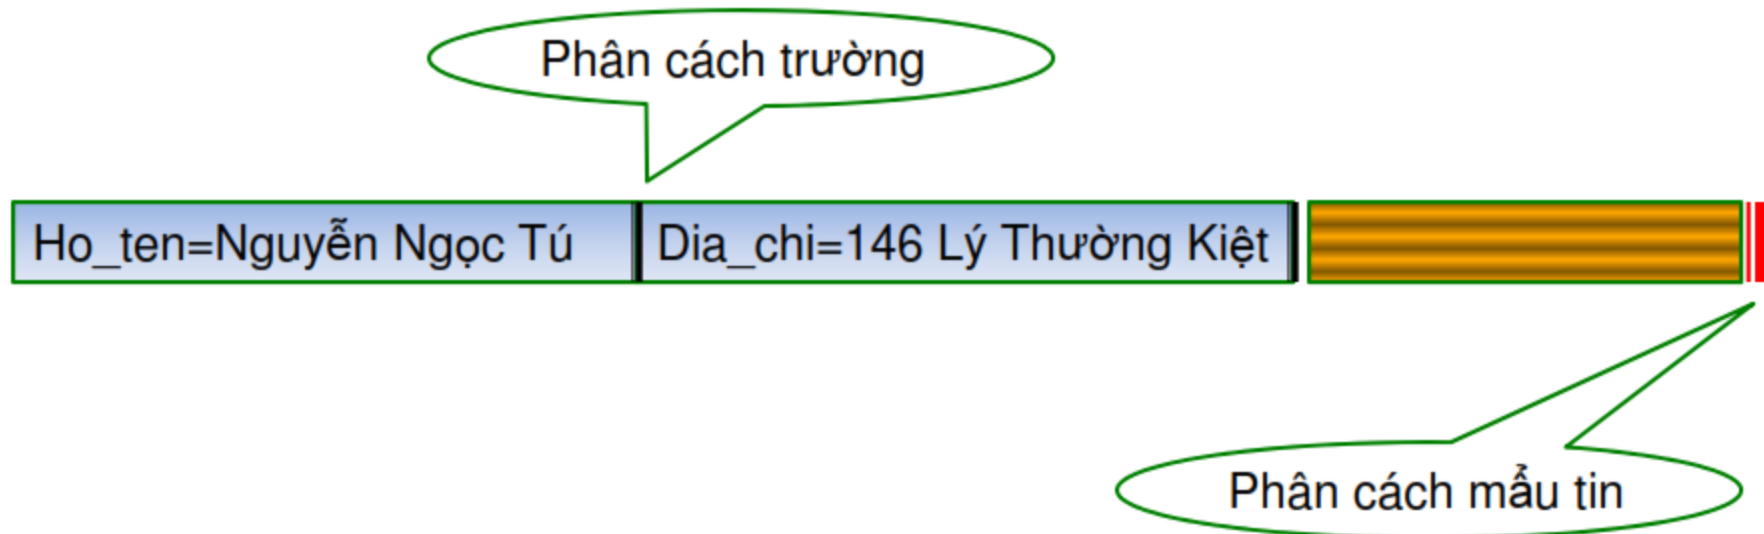 Phân cách trường
Ho_ten=Nguyễn Ngọc Tú
Dia_chi=146 Lý Thường Kiệt
Phân cách mẩu tin